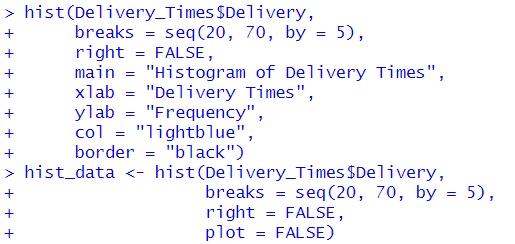 > hist(Delivery_Times$Delivery,
+      breaks = seq(20, 70, by = 5),
+      right = FALSE,
+      main = "Histogram of Delivery Times",
+      xlab = "Delivery Times",
+      ylab = "Frequency",
+      col = "lightblue",
+      border = "black")
> hist_data <- hist(Delivery_Times$Delivery,
+                   breaks = seq(20, 70, by = 5),
+                   right = FALSE,
+                   plot = FALSE)